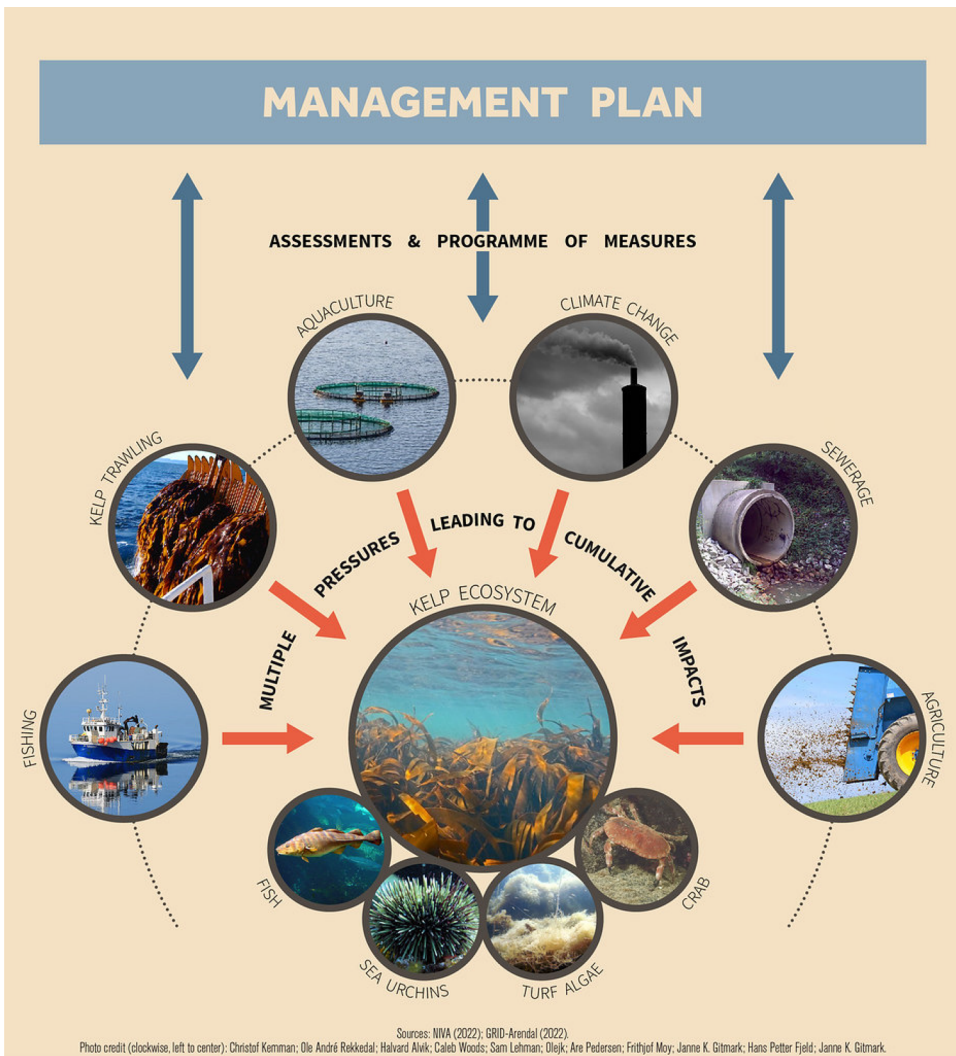 MANAGEMENT PLAN
ASSESSMENTS & PROGRAMME OF MEASURES
AQUACULTURE
CLIMATE CHANGE
KELP TRAWLING
SEWERAGE
MULTIPLE PRESSURES LEADING TO CUMULATIVE IMPACTS
KELP ECOSYSTEM
FISHING
AGRICULTURE
FISH
CRAB
SEA URCHINS
TURF ALGAE
Sources: NIVA (2022); GRID-Arendal (2022).
Photo credit (clockwise, left to center): Christof Kemman; Ole André Rekkedal; Halvard Alvik; Caleb Woods; Sam Lehman; Olejk; Are Pedersen; Frithjof Moy; Janne K. Gitmark; Hans Petter Fjeld; Janne K. Gitmark.